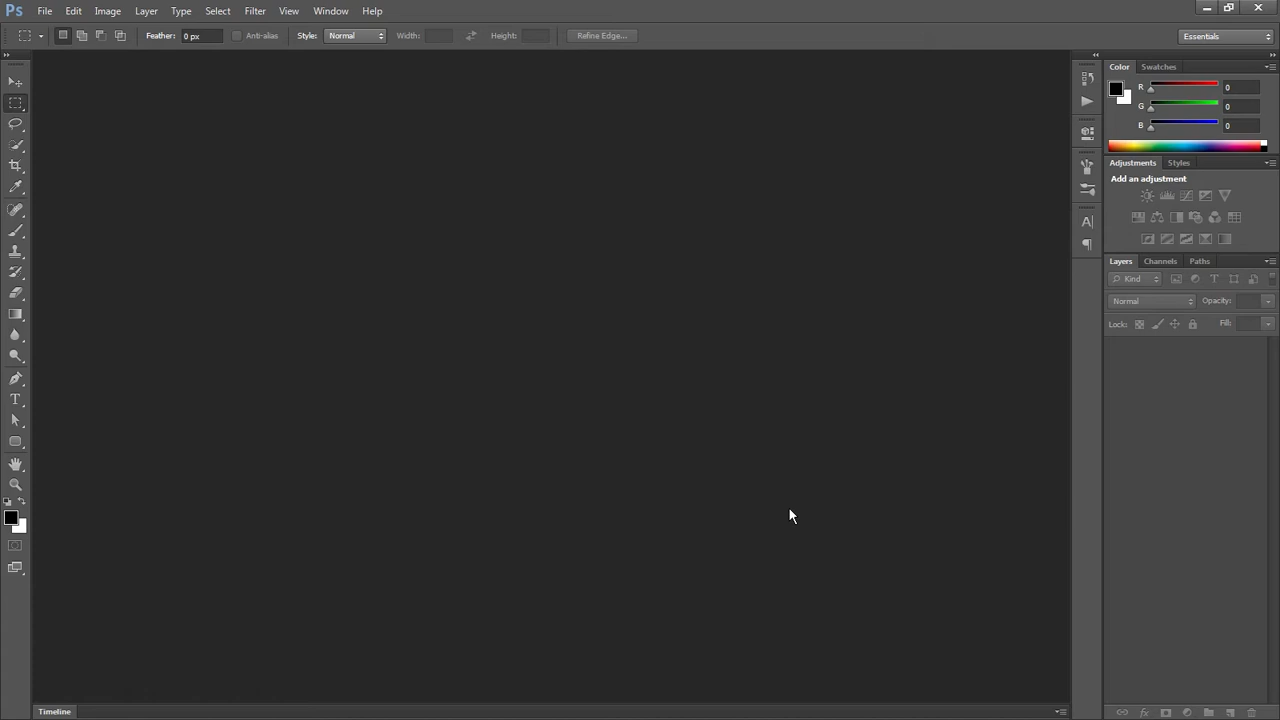 Ps File Edit Image Layer Type Select Filter View Window Help
Feather: 0 px Anti-alias Style: Normal Width: Height: Refine Edge... Essentials
Color Swatches
R 0
G 0
B 0
Adjustments Styles
Add an adjustment
Layers Channels Paths
Kind T
Normal Opacity:
Lock: Fill:
A
¶
T
Timeline
fx